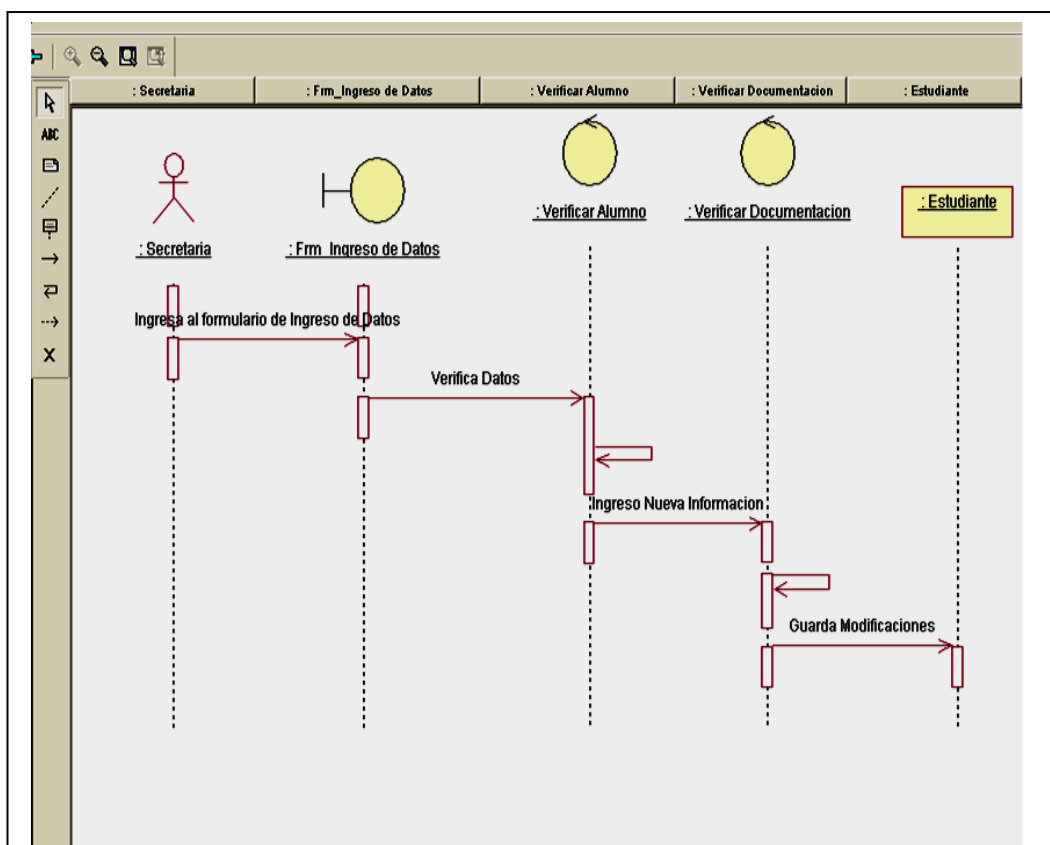 : Secretaria
: Frm_Ingreso de Datos
: Verificar Alumno
: Verificar Documentacion
: Estudiante
ABC
: Estudiante
: Verificar Alumno
: Verificar Documentacion
: Secretaria
: Frm_Ingreso de Datos
Ingresa al formulario de Ingreso de Datos
Verifica Datos
Ingreso Nueva Informacion
Guarda Modificaciones